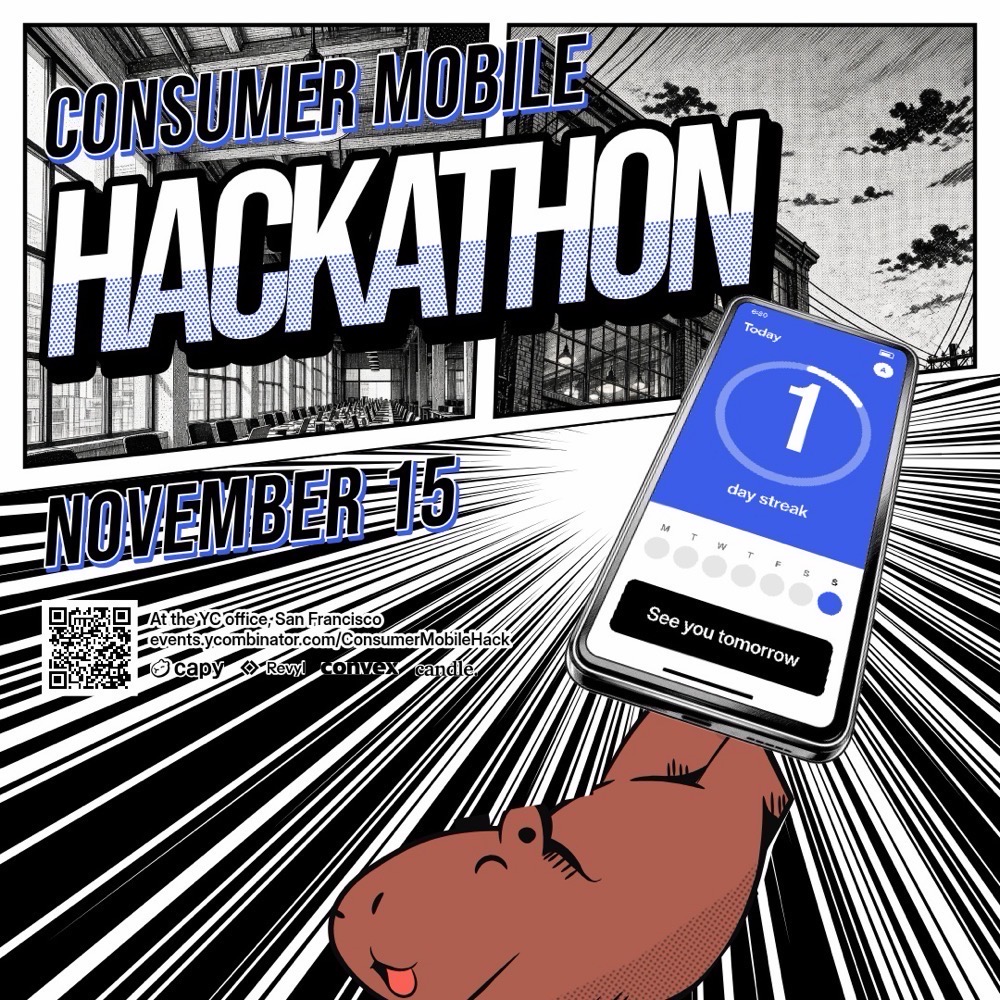 CONSUMER MOBILE
HACKATHON
NOVEMBER 15
At the YC office, San Francisco
events.ycombinator.com/ConsumerMobileHack
capy Revyl convex candle.
Today
A
1
day streak
M T W T F S S
See you tomorrow